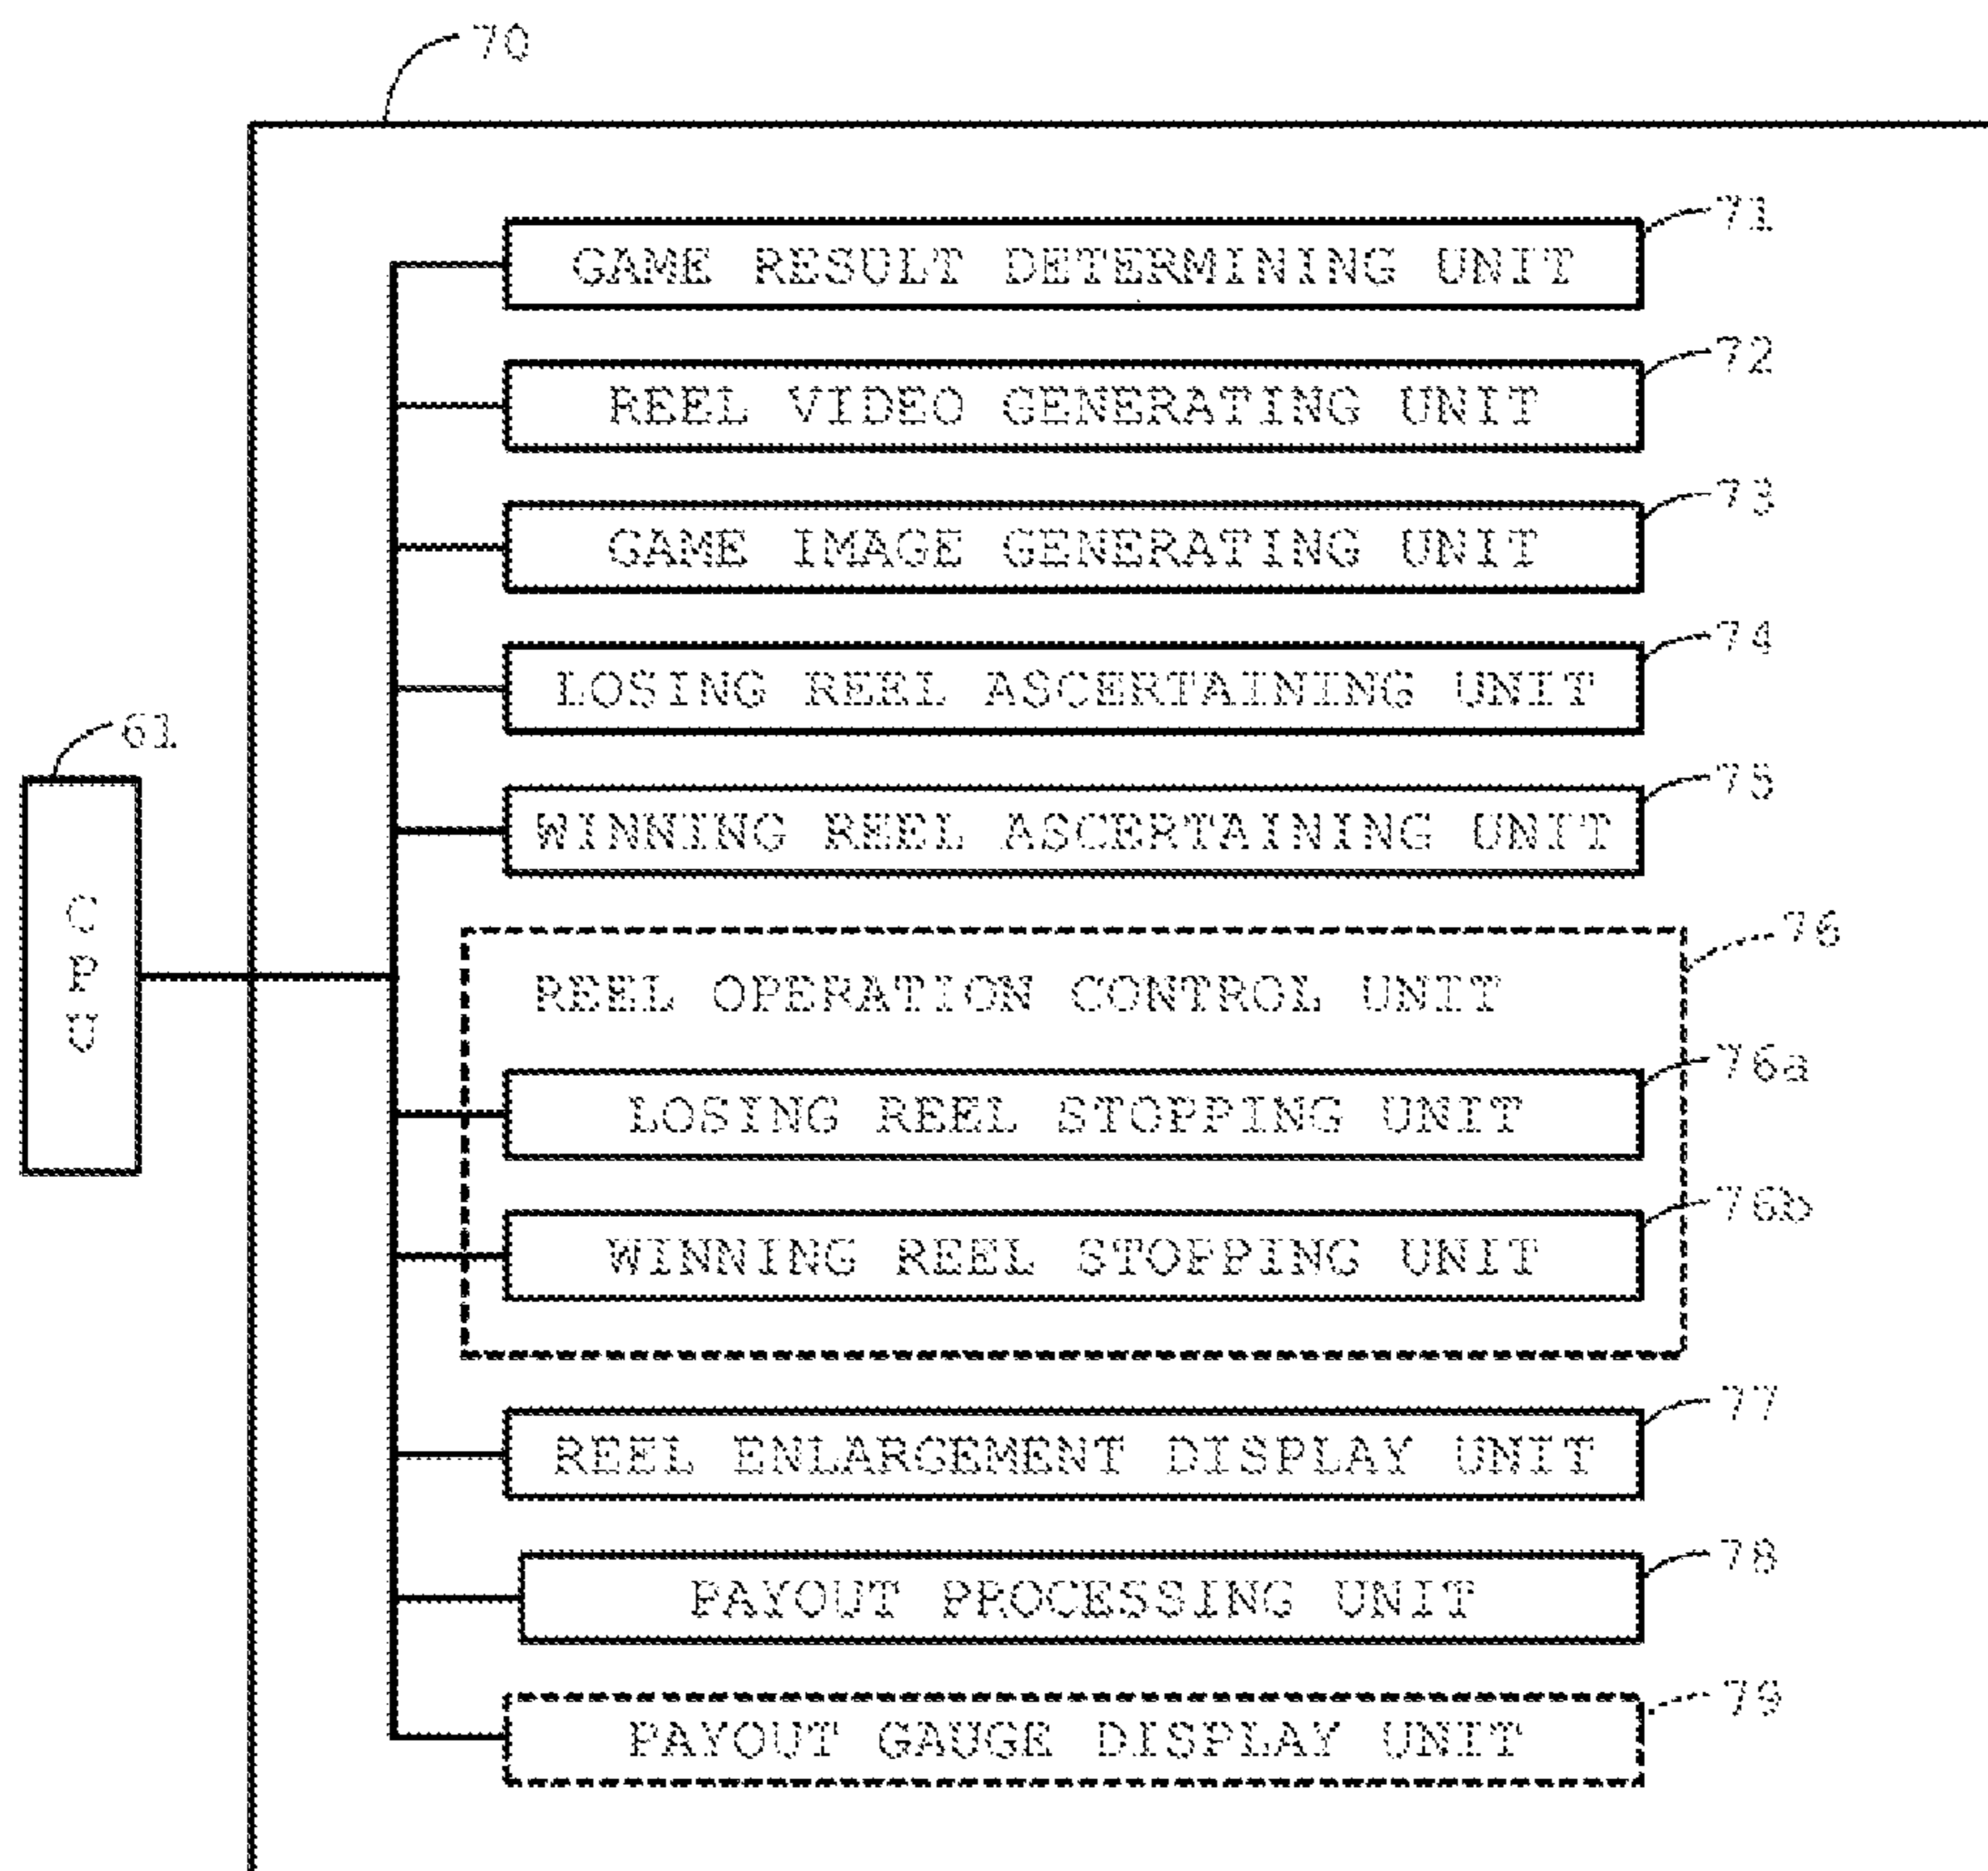 70
71
GAME RESULT DETERMINING UNIT
72
REEL VIDEO GENERATING UNIT
73
GAME IMAGE GENERATING UNIT
74
LOSING REEL ASCERTAINING UNIT
61
CPU
75
WINNING REEL ASCERTAINING UNIT
76
REEL OPERATION CONTROL UNIT
76a
LOSING REEL STOPPING UNIT
76b
WINNING REEL STOPPING UNIT
77
REEL ENLARGEMENT DISPLAY UNIT
78
PAYOUT PROCESSING UNIT
79
PAYOUT GAUGE DISPLAY UNIT